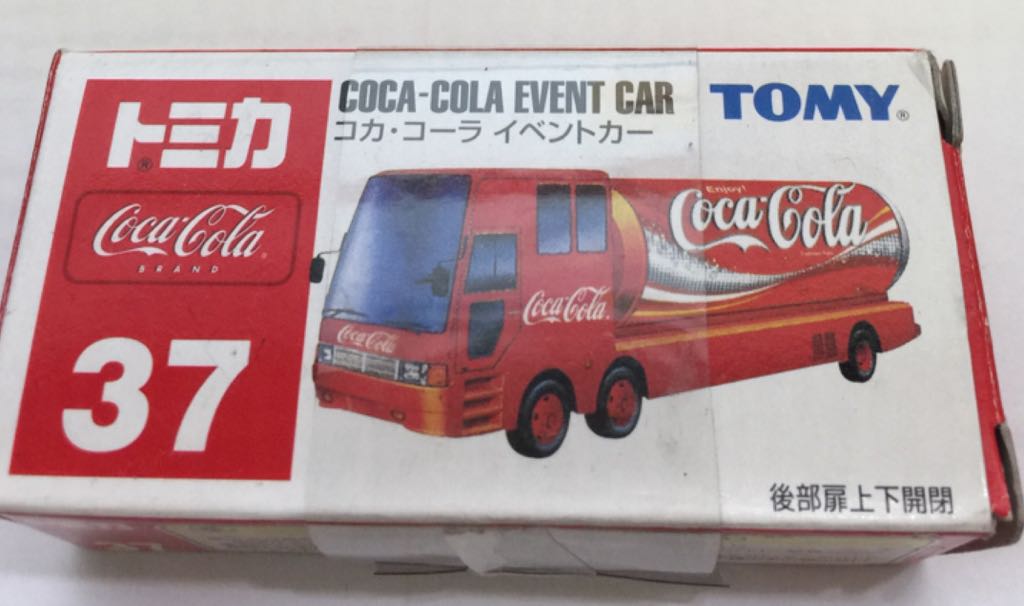 トミカ®
Coca-Cola®
BRAND
37
COCA-COLA EVENT CAR
コカ・コーラ イベントカー
TOMY®
Enjoy!
Coca-Cola
Coca-Cola.
Coca-Cola
後部扉上下開閉